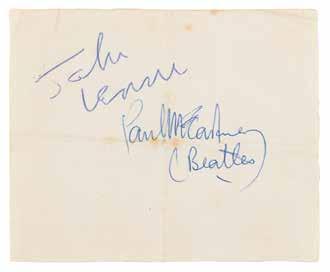 John
Lennon
Paul McCartney
(Beatles)